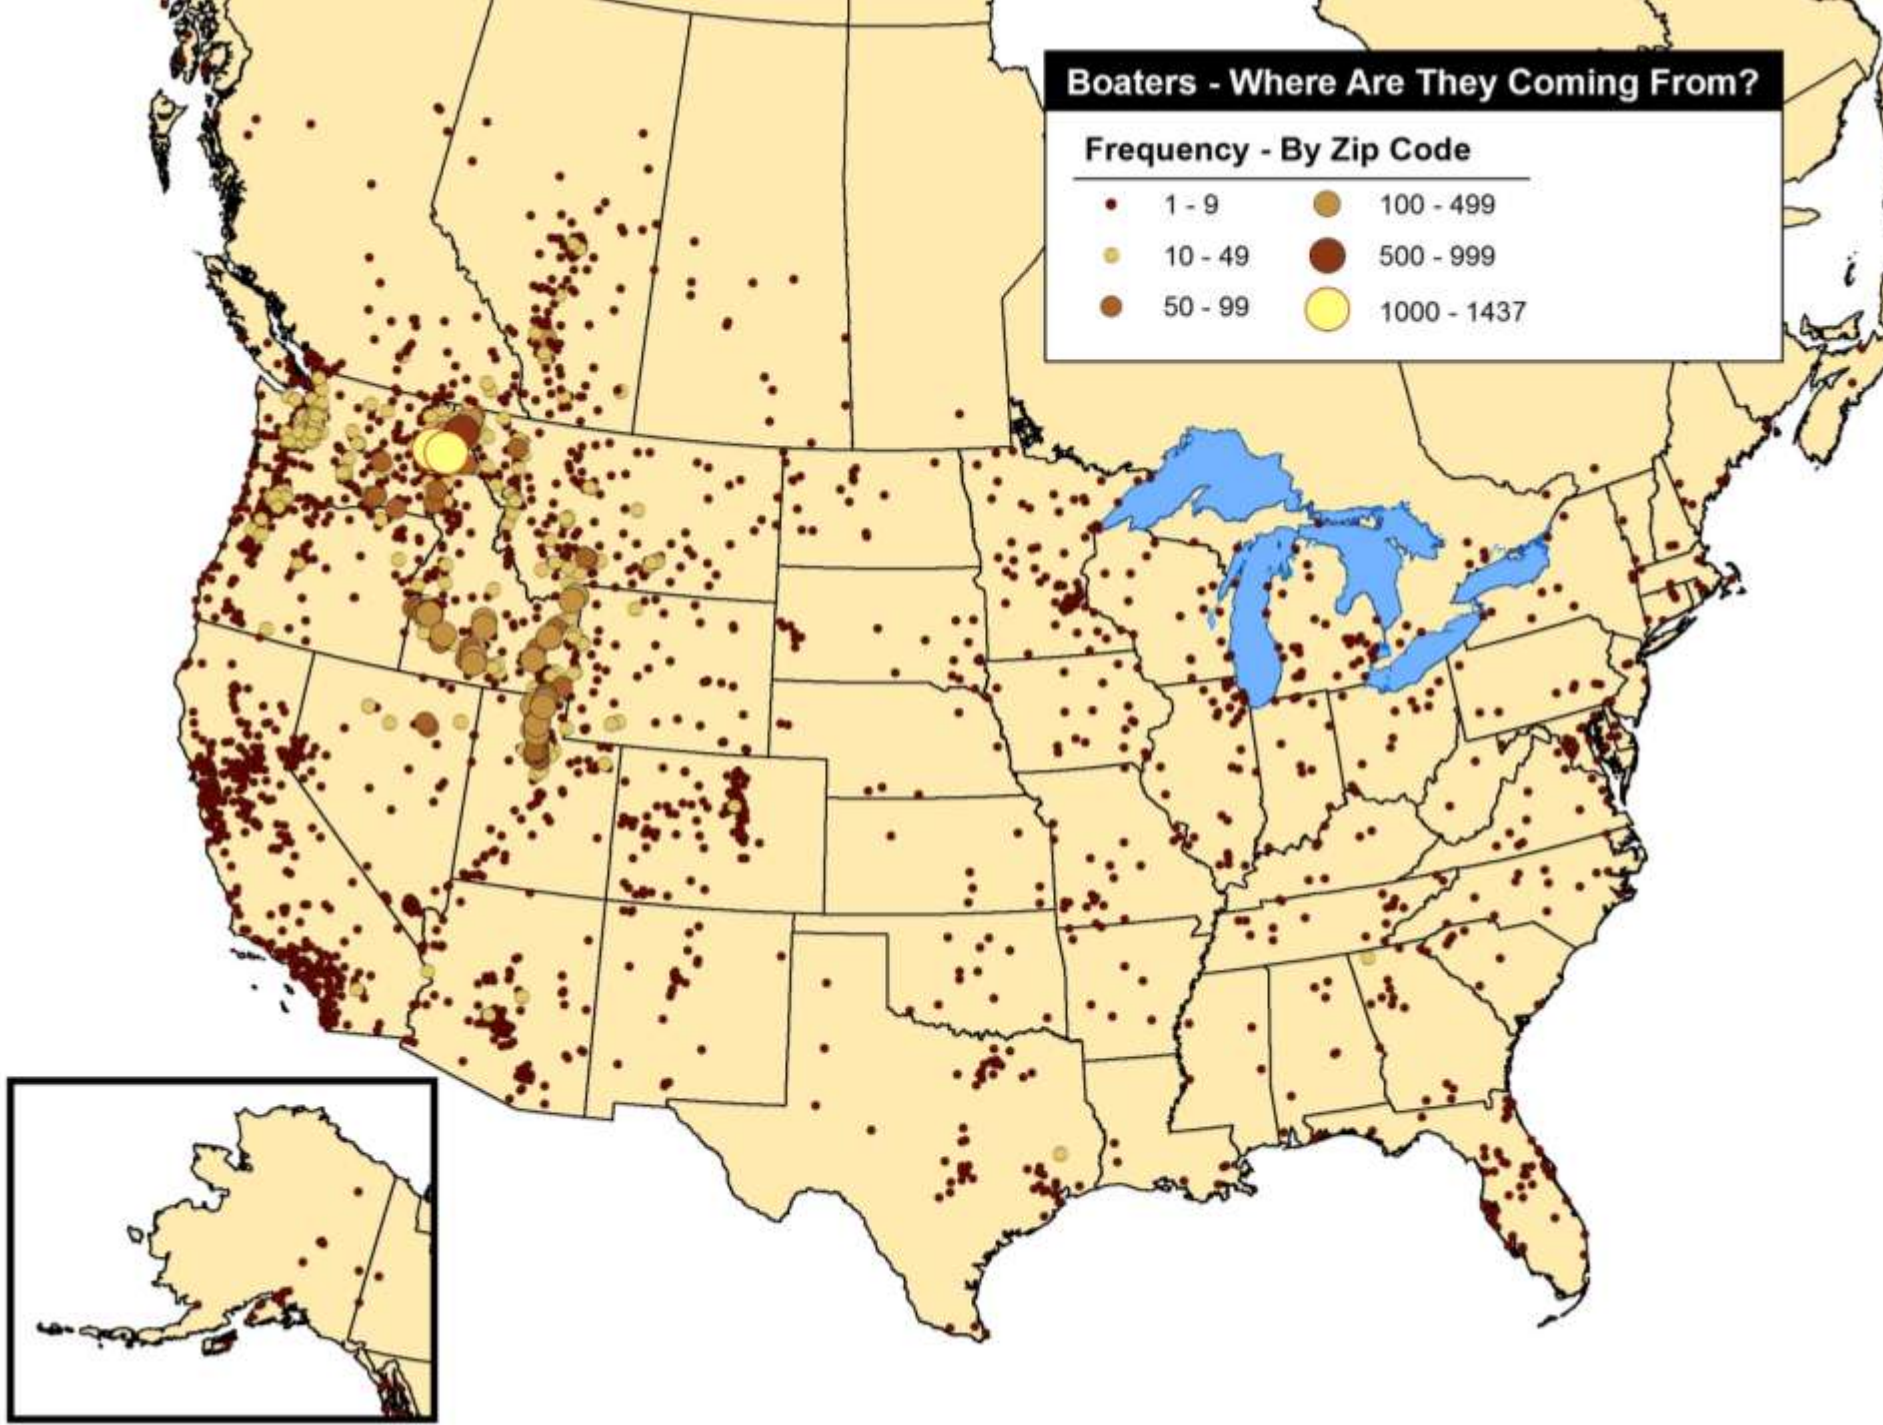 Boaters - Where Are They Coming From?
Frequency - By Zip Code
1 - 9
10 - 49
50 - 99
100 - 499
500 - 999
1000 - 1437